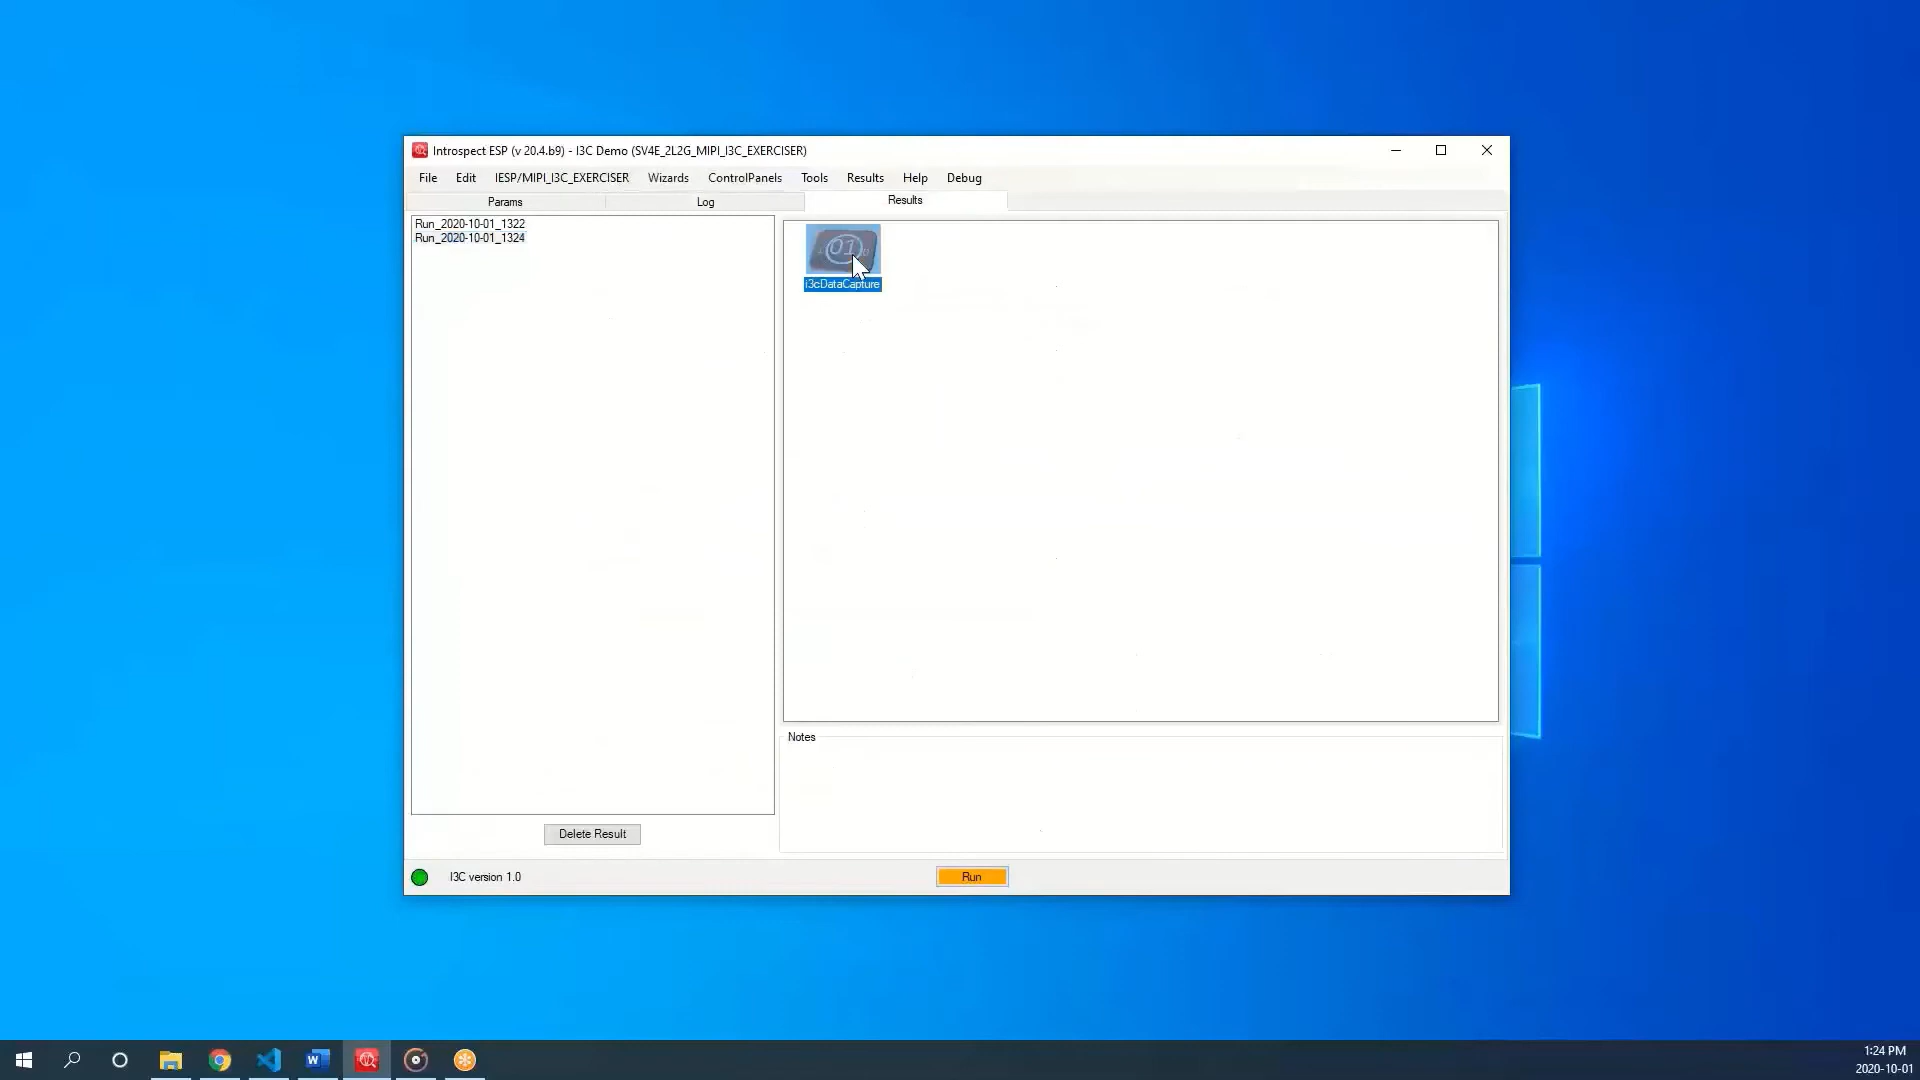 Introspect ESP (v 20.4.b9) - I3C Demo (SV4E_2L2G_MIPI_I3C_EXERCISER)
File Edit IESP/MIPI_I3C_EXERCISER Wizards ControlPanels Tools Results Help Debug
Params Log Results
Run_2020-10-01_1322
Run_2020-10-01_1324
01
i3cDataCapture
Notes
Delete Result
I3C version 1.0
Run
W
1:24 PM
2020-10-01